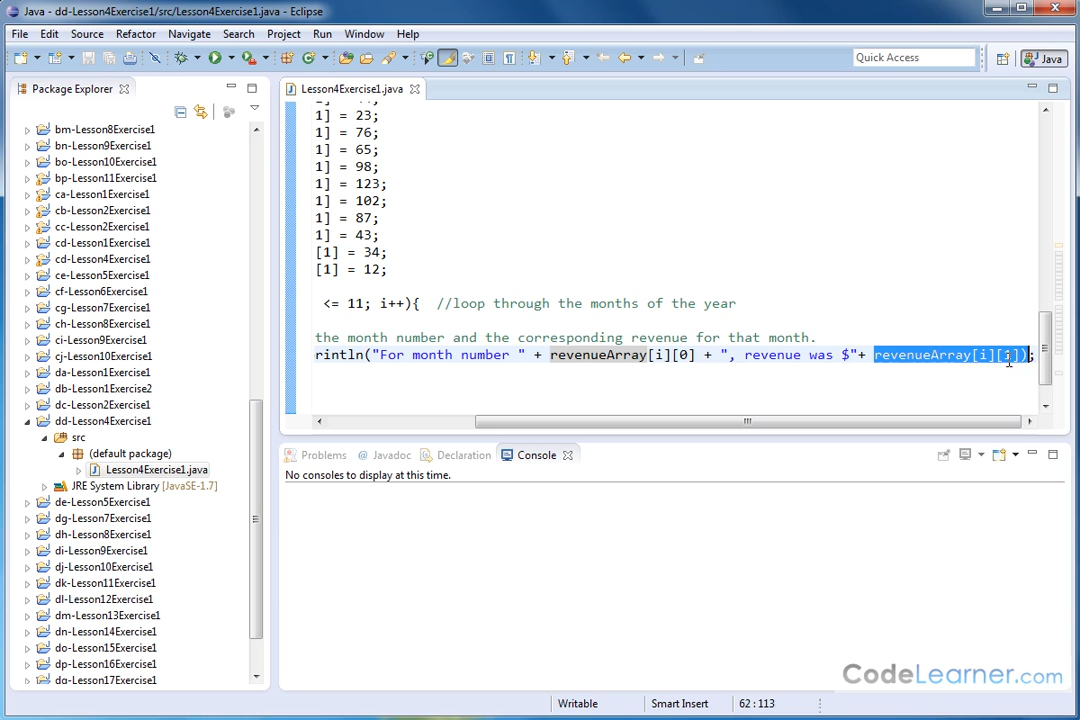 Java - dd-Lesson4Exercise1/src/Lesson4Exercise1.java - Eclipse
File Edit Source Refactor Navigate Search Project Run Window Help
Quick Access
Java
Package Explorer
Lesson4Exercise1.java
bm-Lesson8Exercise1
bn-Lesson9Exercise1
bo-Lesson10Exercise1
bp-Lesson11Exercise1
ca-Lesson1Exercise1
cb-Lesson2Exercise1
cc-Lesson2Exercise1
cd-Lesson1Exercise1
cd-Lesson4Exercise1
ce-Lesson5Exercise1
cf-Lesson6Exercise1
cg-Lesson7Exercise1
ch-Lesson8Exercise1
ci-Lesson9Exercise1
cj-Lesson10Exercise1
da-Lesson1Exercise1
db-Lesson1Exercise2
dc-Lesson2Exercise1
dd-Lesson4Exercise1
src
(default package)
Lesson4Exercise1.java
JRE System Library [JavaSE-1.7]
de-Lesson5Exercise1
dg-Lesson7Exercise1
dh-Lesson8Exercise1
di-Lesson9Exercise1
dj-Lesson10Exercise1
dk-Lesson11Exercise1
dl-Lesson12Exercise1
dm-Lesson13Exercise1
dn-Lesson14Exercise1
do-Lesson15Exercise1
dp-Lesson16Exercise1
dq-Lesson17Exercise1
1] = 23;
1] = 76;
1] = 65;
1] = 98;
1] = 123;
1] = 102;
1] = 87;
1] = 43;
[1] = 34;
[1] = 12;
<= 11; i++){  //loop through the months of the year
the month number and the corresponding revenue for that month.
rintln("For month number " + revenueArray[i][0] + ", revenue was $"+ revenueArray[i][1]);
Problems @ Javadoc Declaration Console
No consoles to display at this time.
CodeLearner.com
Writable Smart Insert 62 : 113